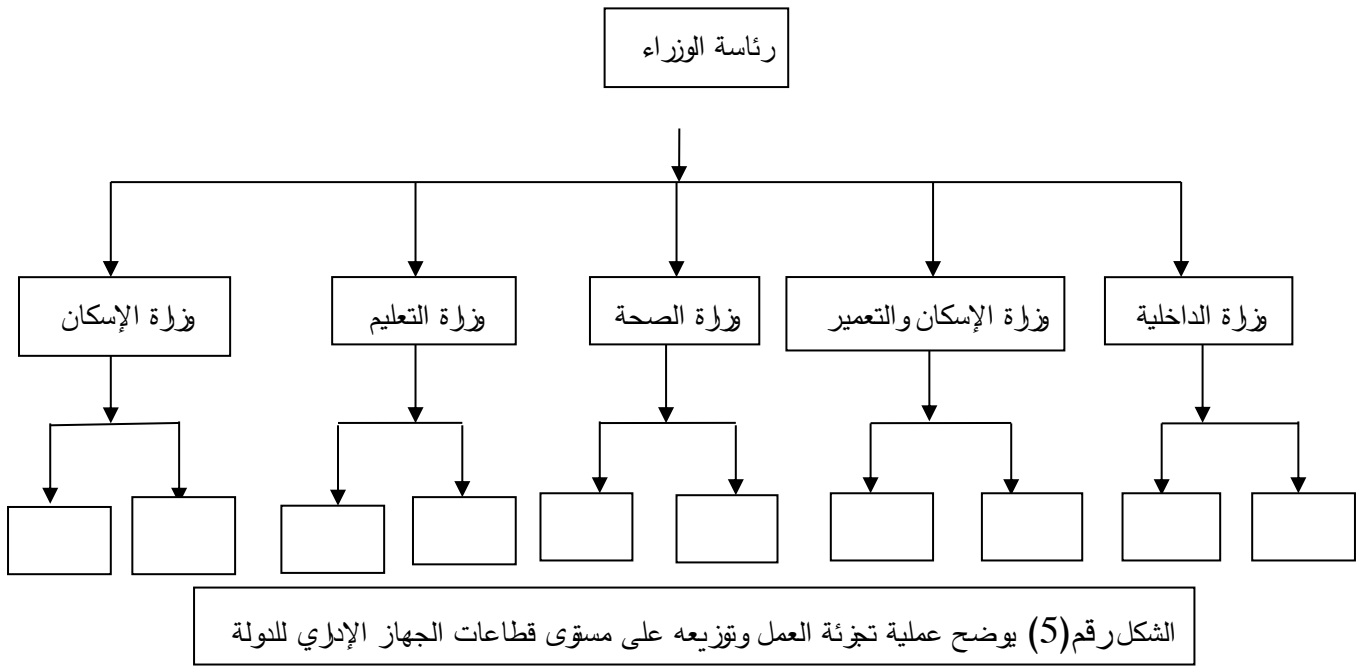 رئاسة الوزراء
وزارة الداخلية
وزارة الإسكان والتعمير
وزارة الصحة
وزارة التعليم
وزارة الإسكان
الشكل رقم(5) يوضح عملية تجزئة العمل وتوزيعه على مستوى قطاعات الجهاز الإداري للدولة